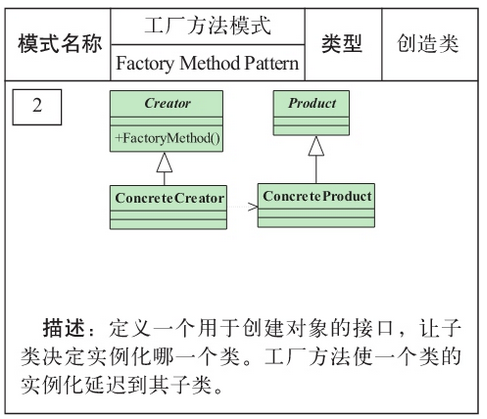 模式名称
工厂方法模式
Factory Method Pattern
类型
创造类
2
Creator
+FactoryMethod()
Product
ConcreteCreator
ConcreteProduct
描述：定义一个用于创建对象的接口，让子
类决定实例化哪一个类。工厂方法使一个类的
实例化延迟到其子类。